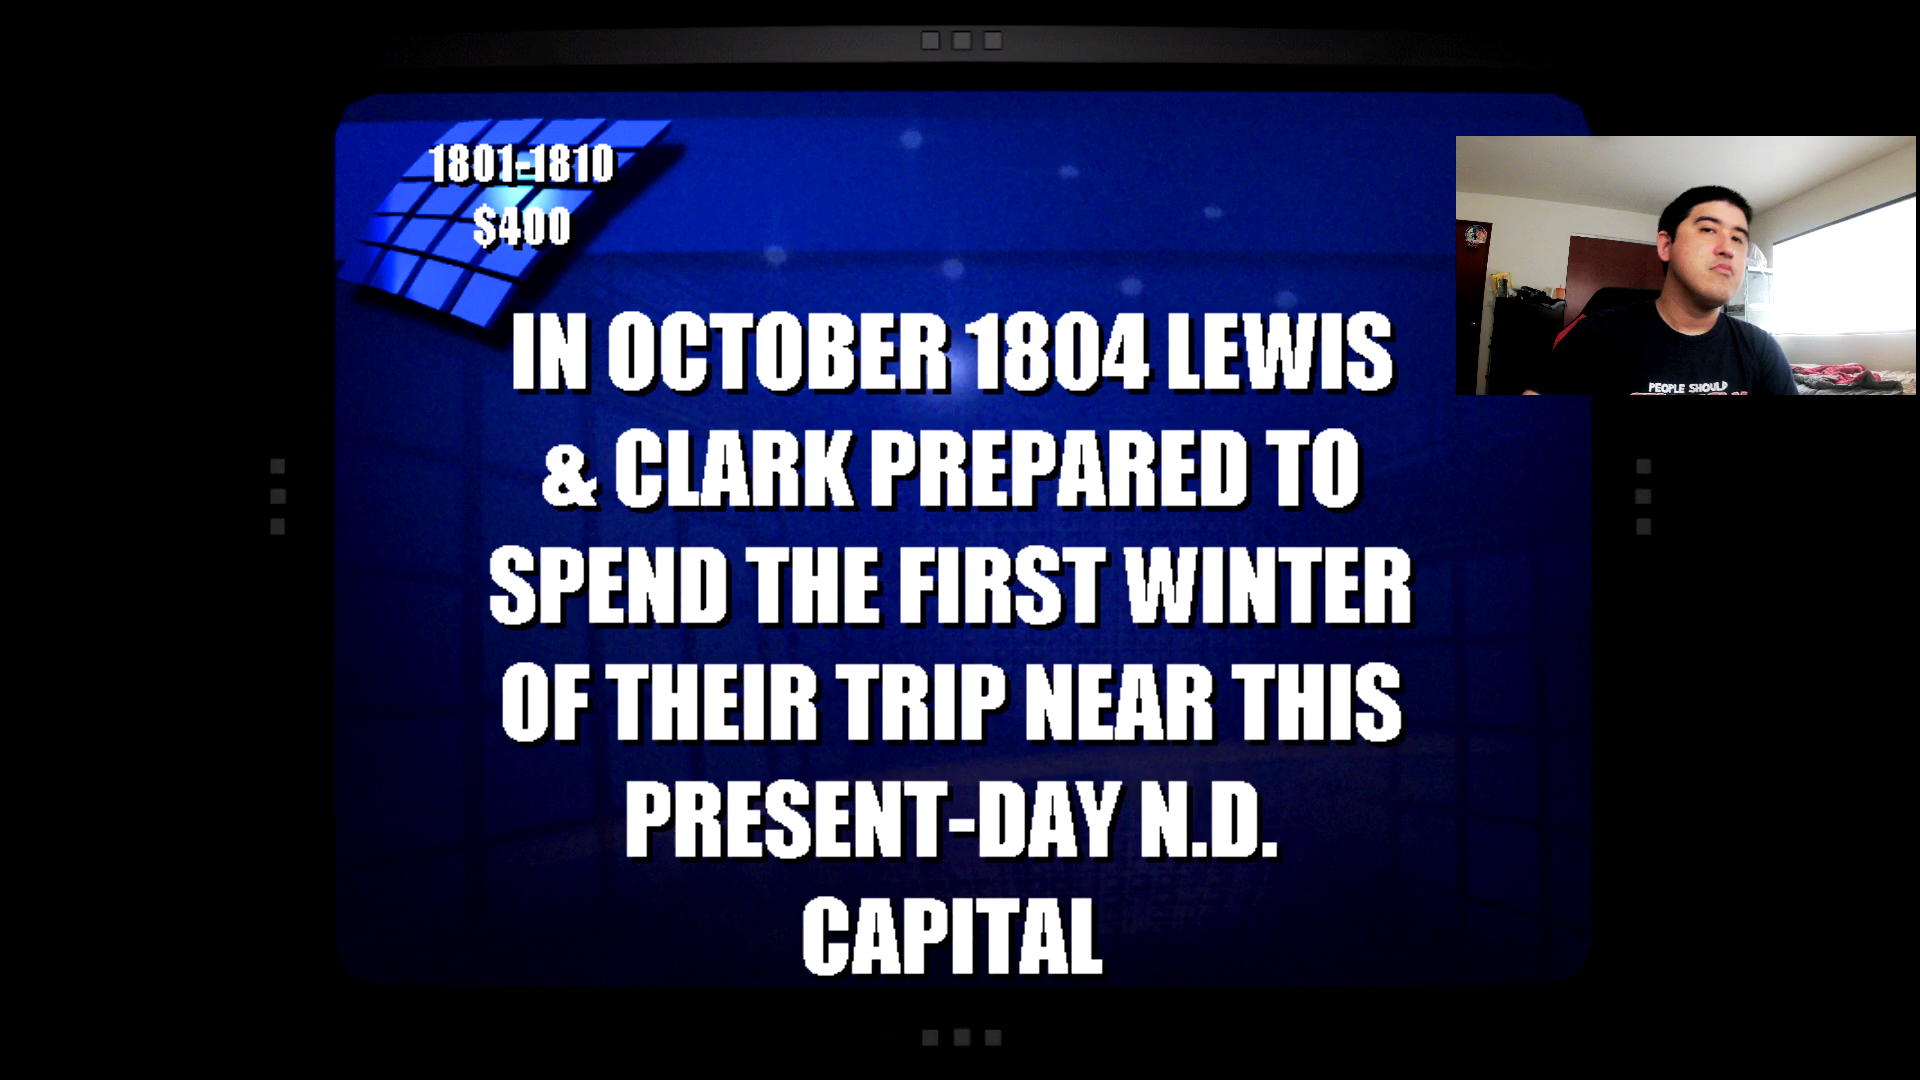 1801-1810
$400
IN OCTOBER 1804 LEWIS
& CLARK PREPARED TO
SPEND THE FIRST WINTER
OF THEIR TRIP NEAR THIS
PRESENT-DAY N.D.
CAPITAL
PEOPLE SHOULD